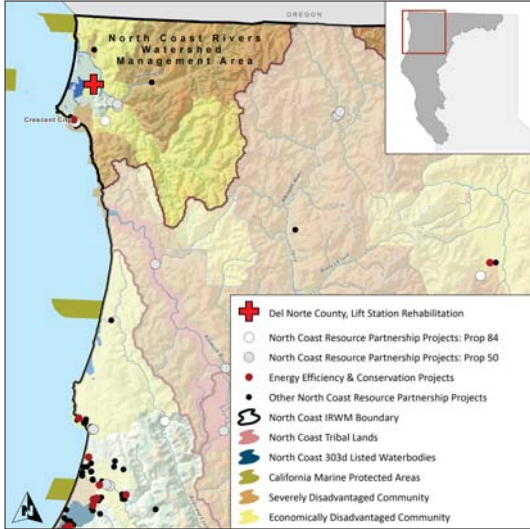 OREGON
North Coast Rivers
Watershed
Management Area
Crescent City
Del Norte County, Lift Station Rehabilitation
North Coast Resource Partnership Projects: Prop 84
North Coast Resource Partnership Projects: Prop 50
Energy Efficiency & Conservation Projects
Other North Coast Resource Partnership Projects
North Coast IRWM Boundary
North Coast Tribal Lands
North Coast 303d Listed Waterbodies
California Marine Protected Areas
Severely Disadvantaged Community
Economically Disadvantaged Community
N